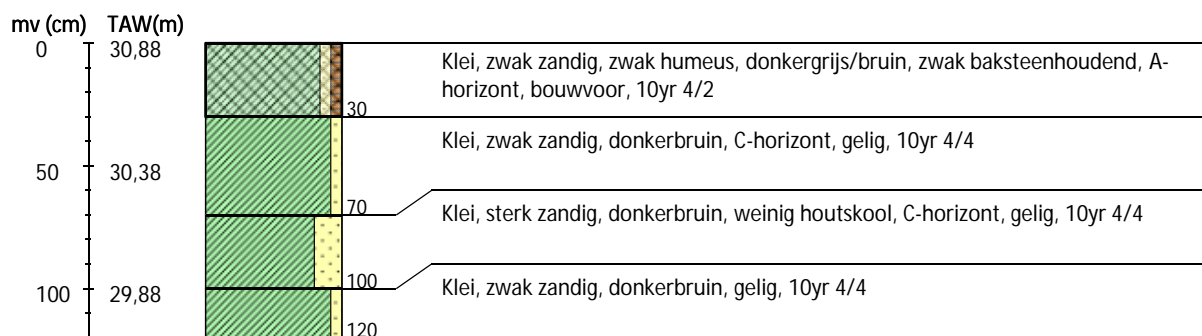 mv (cm) TAW(m)
0 30,88
Klei, zwak zandig, zwak humeus, donkergrijs/bruin, zwak baksteenhoudend, A-
horizont, bouwvoor, 10yr 4/2
30
Klei, zwak zandig, donkerbruin, C-horizont, gelig, 10yr 4/4
50 30,38
70
Klei, sterk zandig, donkerbruin, weinig houtskool, C-horizont, gelig, 10yr 4/4
100
Klei, zwak zandig, donkerbruin, gelig, 10yr 4/4
100 29,88
120